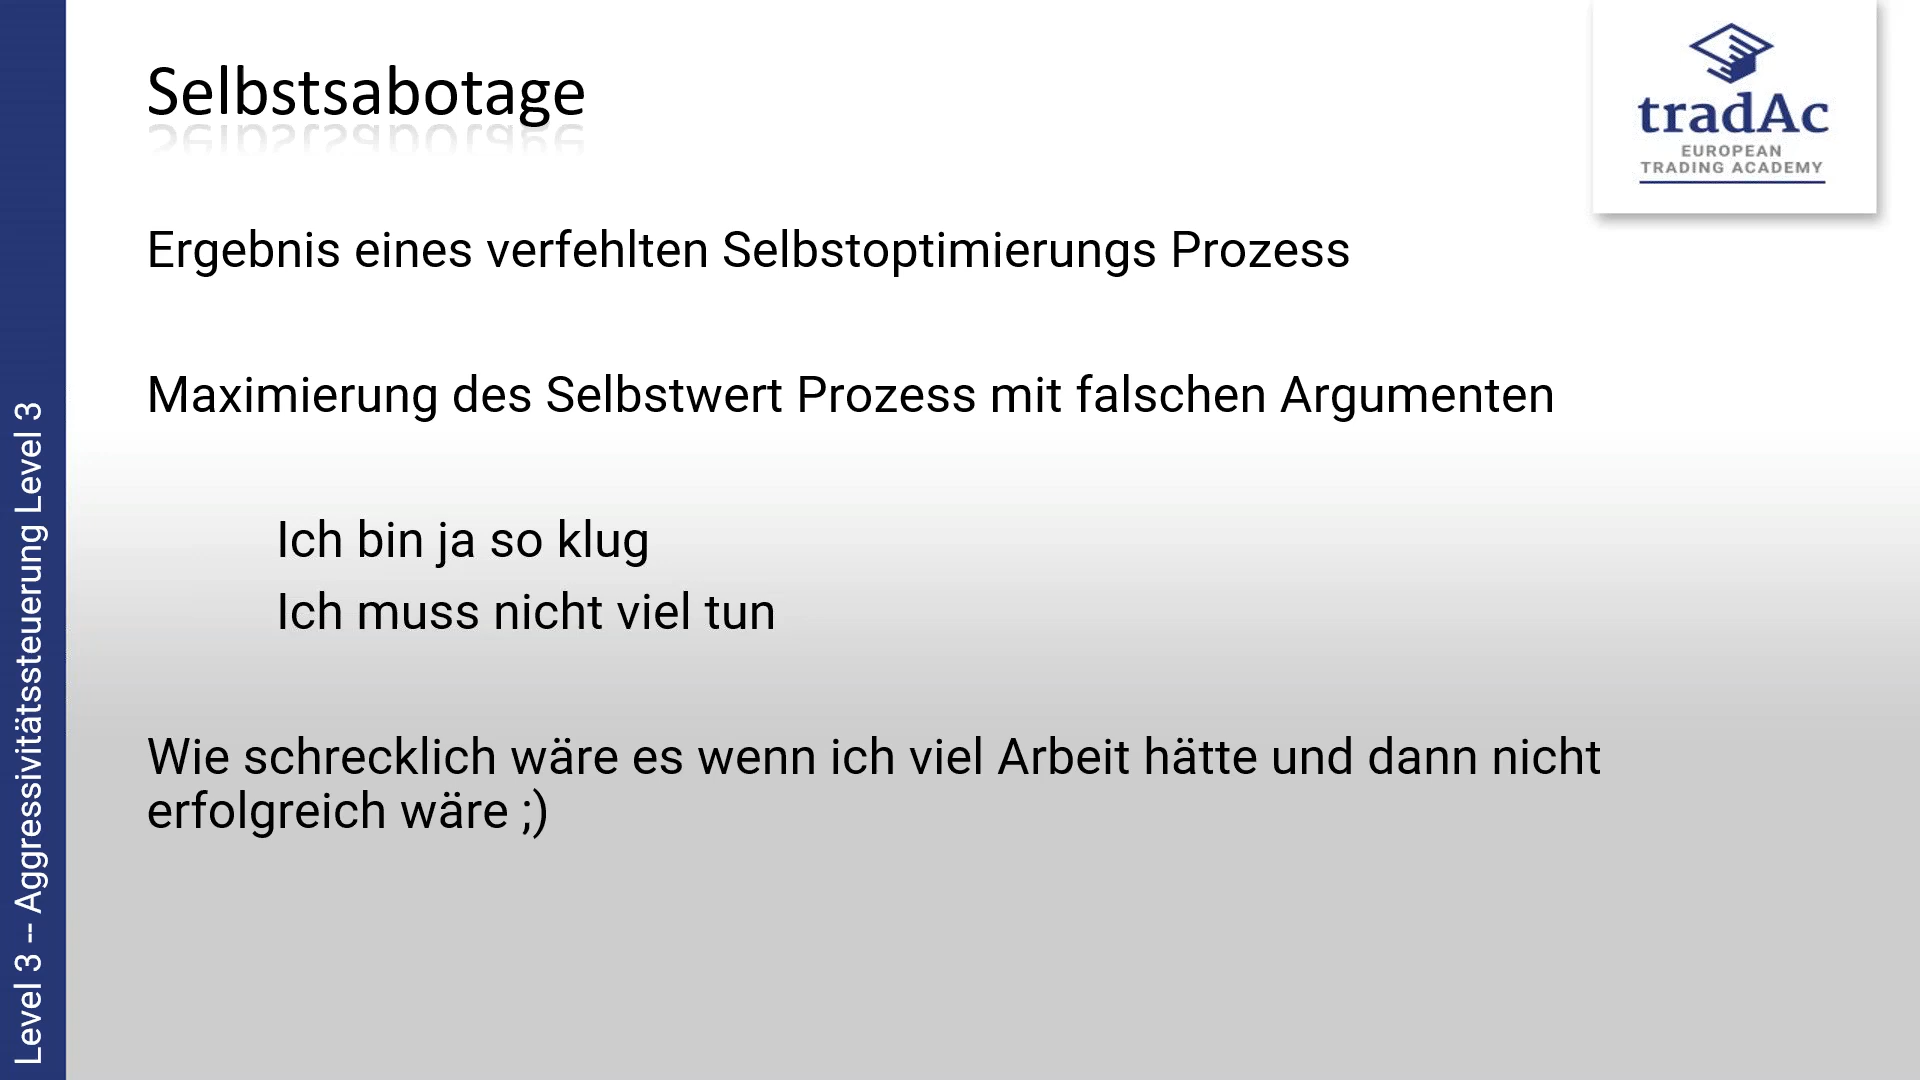 Selbstsabotage
tradAc
EUROPEAN
TRADING ACADEMY
Ergebnis eines verfehlten Selbstoptimierungs Prozess
Maximierung des Selbstwert Prozess mit falschen Argumenten
Ich bin ja so klug
Ich muss nicht viel tun
Wie schrecklich wäre es wenn ich viel Arbeit hätte und dann nicht
erfolgreich wäre ;)
Level 3 -- Aggressivitätssteuerung Level 3